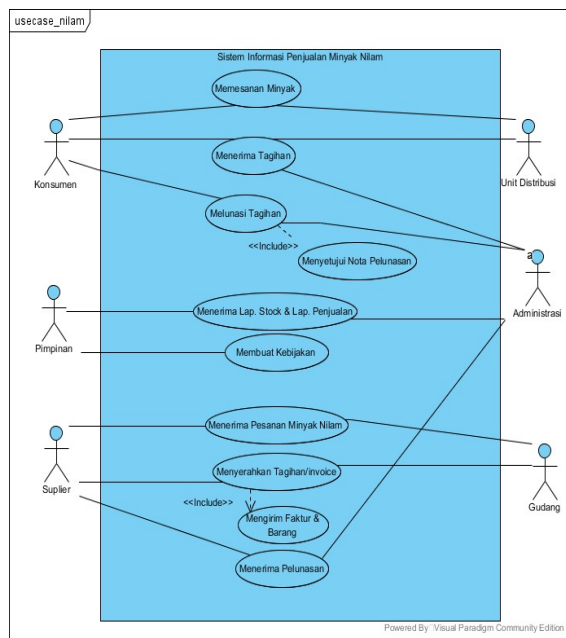 usecase_nilam
Sistem Informasi Penjualan Minyak Nilam
Memesanan Minyak
Konsumen
Unit Distribusi
Menerima Tagihan
Melunasi Tagihan
<<Include>>
Menyetujui Nota Pelunasan
a
Administrasi
Pimpinan
Menerima Lap. Stock & Lap. Penjualan
Membuat Kebijakan
Suplier
Menerima Pesanan Minyak Nilam
Menyerahkan Tagihan/invoice
Gudang
<<Include>>
Mengirim Faktur &
Barang
Menerima Pelunasan
Powered By Visual Paradigm Community Edition